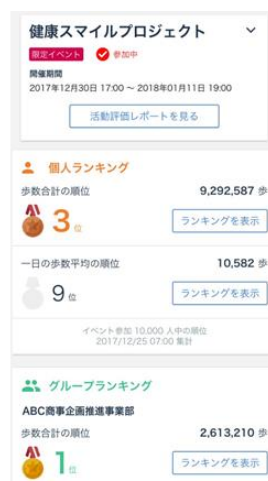 健康スマイルプロジェクト
限定イベント 参加中
開催期間
2017年12月30日 17:00 ~ 2018年01月11日 19:00
活動評価レポートを見る
個人ランキング
歩数合計の順位 9,292,587 歩
3 位 ランキングを表示
一日の歩数平均の順位 10,582 歩
9 位 ランキングを表示
イベント参加 10,000 人中の順位
2017/12/25 07:00 集計
グループランキング
ABC商事企画推進事業部
歩数合計の順位 2,613,210 歩
1 位 ランキングを表示